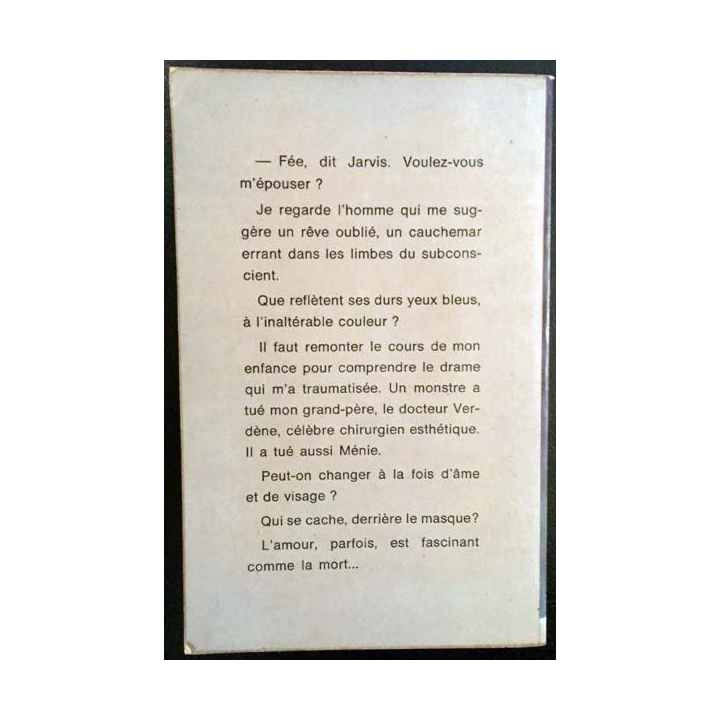 — Fée, dit Jarvis. Voulez-vous
m'épouser ?
Je regarde l'homme qui me sug-
gère un rêve oublié, un cauchemar
errant dans les limbes du subcons-
cient.
Que reflètent ses durs yeux bleus,
à l'inaltérable couleur ?
Il faut remonter le cours de mon
enfance pour comprendre le drame
qui m'a traumatisée. Un monstre a
tué mon grand-père, le docteur Ver-
dène, célèbre chirurgien esthétique.
Il a tué aussi Ménie.
Peut-on changer à la fois d'âme
et de visage ?
Qui se cache, derrière le masque?
L'amour, parfois, est fascinant
comme la mort...